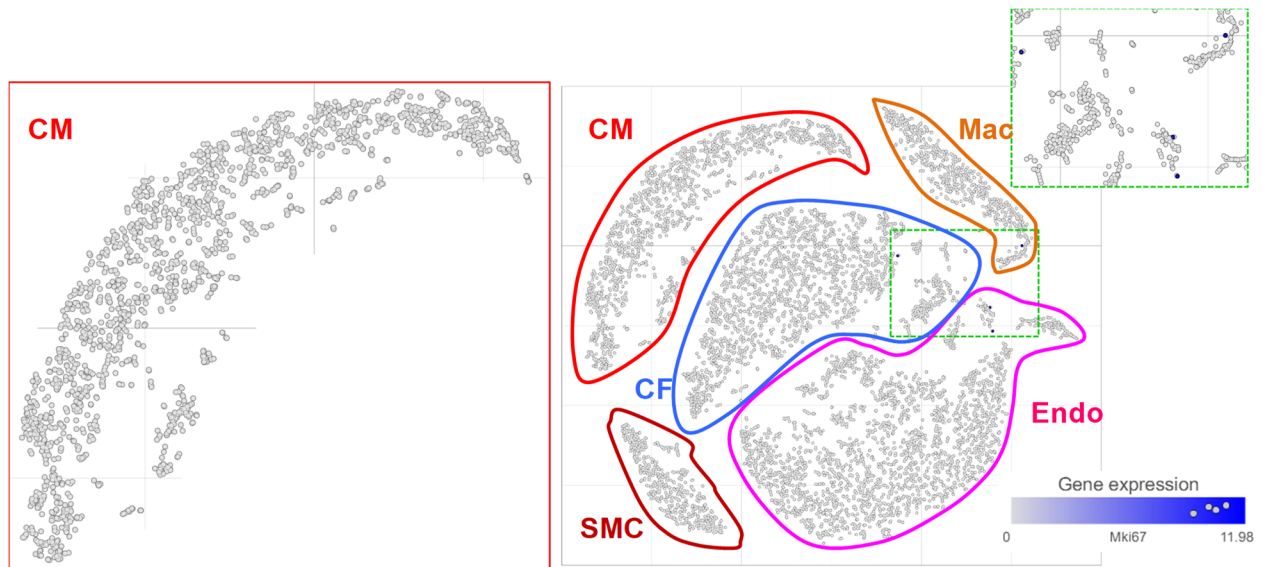 CM
CM
Mac
CF
Endo
SMC
Gene expression
0 Mki67 11.98